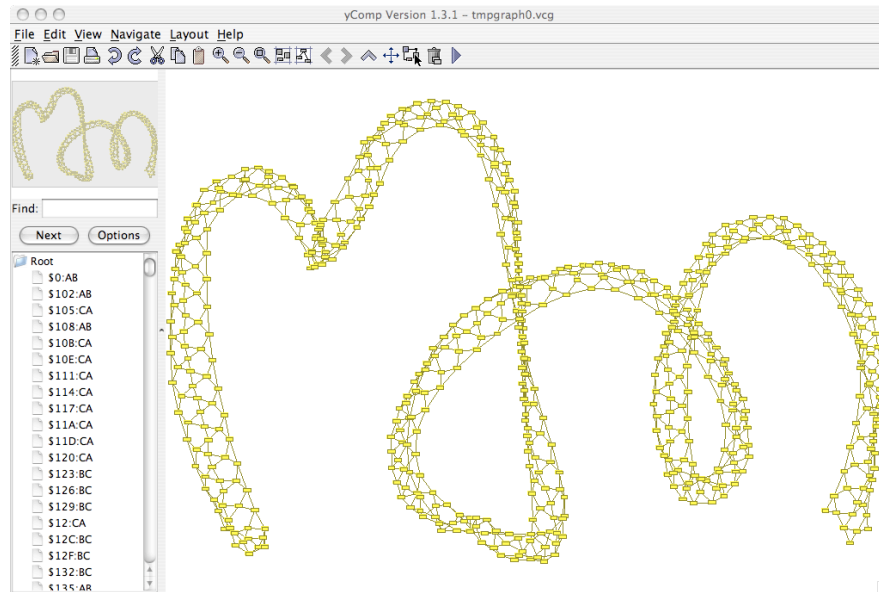 yComp Version 1.3.1 - tmpgraph0.vcg
File Edit View Navigate Layout Help
Find:
Next Options
Root
$0:AB
$102:AB
$105:CA
$108:AB
$10B:CA
$10E:CA
$111:CA
$114:CA
$117:CA
$11A:CA
$11D:CA
$120:CA
$123:BC
$126:BC
$129:BC
$12:CA
$12C:BC
$12F:BC
$132:BC
$135:AB